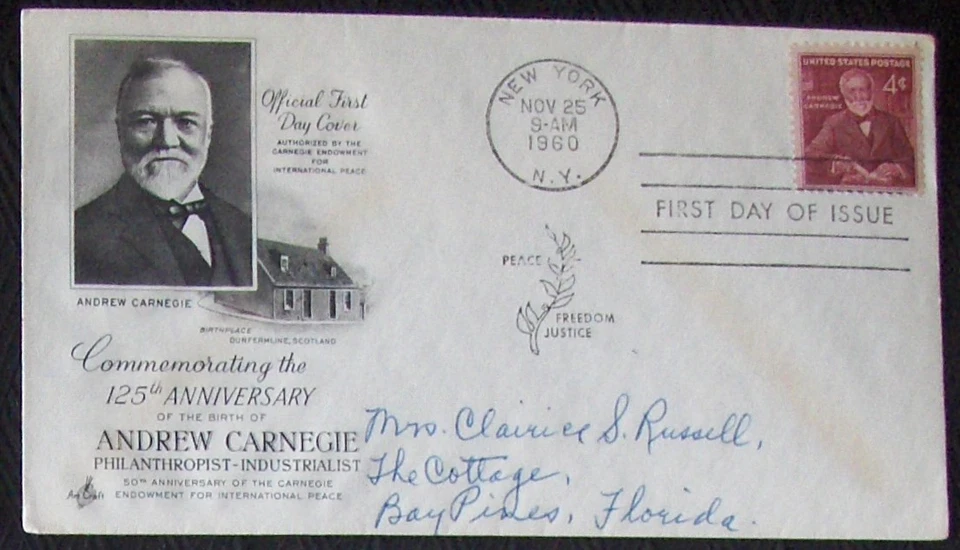 Official First
Day Cover
AUTHORIZED BY THE
CARNEGIE ENDOWMENT
FOR
INTERNATIONAL PEACE
ANDREW CARNEGIE
BIRTHPLACE
DUNFERMLINE, SCOTLAND
Commemorating the
125th ANNIVERSARY
OF THE BIRTH OF
ANDREW CARNEGIE
PHILANTHROPIST-INDUSTRIALIST
50TH ANNIVERSARY OF THE CARNEGIE
ENDOWMENT FOR INTERNATIONAL PEACE
ArtCraft
NEW YORK
NOV 25
9-AM
1960
N.Y.
UNITED STATES POSTAGE
4¢
ANDREW
CARNEGIE
FIRST DAY OF ISSUE
PEACE
FREEDOM
JUSTICE
Mrs. Clairice S. Russell,
The Cottage,
Bay Pines, Florida.